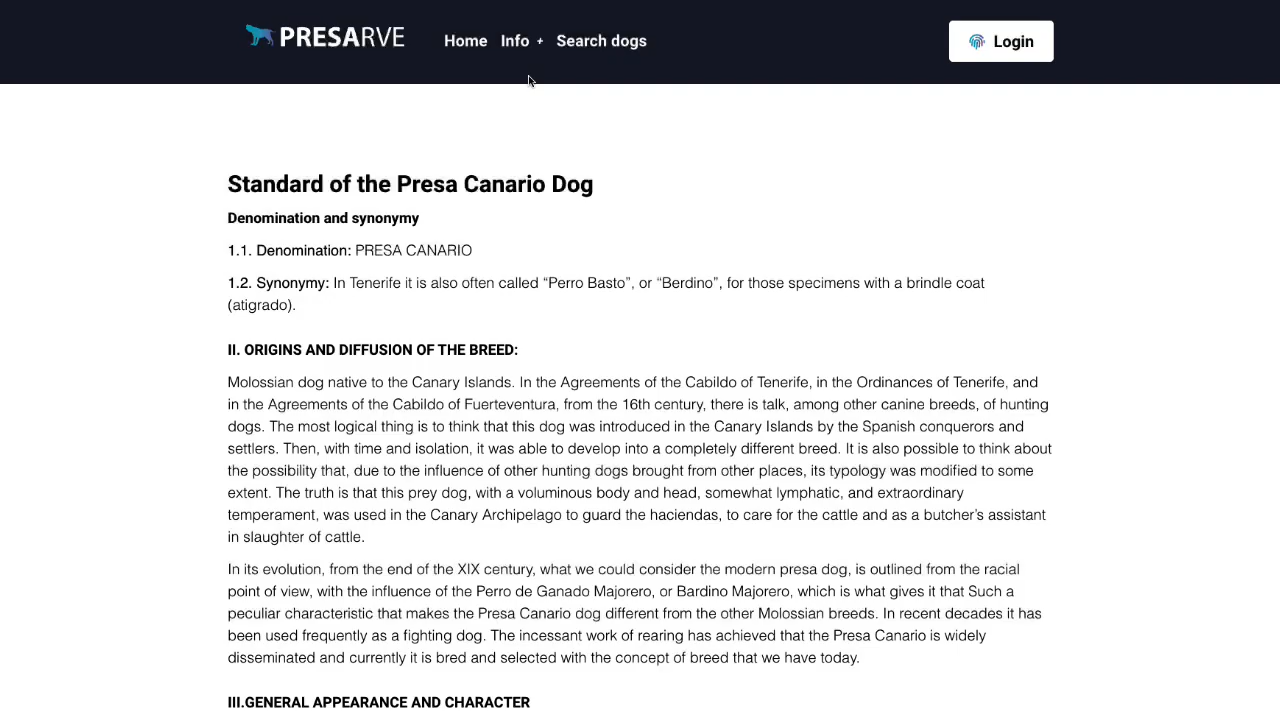 PRESARVE
Home Info + Search dogs
Login
Standard of the Presa Canario Dog
Denomination and synonymy
1.1. Denomination: PRESA CANARIO
1.2. Synonymy: In Tenerife it is also often called “Perro Basto”, or “Berdino”, for those specimens with a brindle coat
(atigrado).
II. ORIGINS AND DIFFUSION OF THE BREED:
Molossian dog native to the Canary Islands. In the Agreements of the Cabildo of Tenerife, in the Ordinances of Tenerife, and
in the Agreements of the Cabildo of Fuerteventura, from the 16th century, there is talk, among other canine breeds, of hunting
dogs. The most logical thing is to think that this dog was introduced in the Canary Islands by the Spanish conquerors and
settlers. Then, with time and isolation, it was able to develop into a completely different breed. It is also possible to think about
the possibility that, due to the influence of other hunting dogs brought from other places, its typology was modified to some
extent. The truth is that this prey dog, with a voluminous body and head, somewhat lymphatic, and extraordinary
temperament, was used in the Canary Archipelago to guard the haciendas, to care for the cattle and as a butcher’s assistant
in slaughter of cattle.
In its evolution, from the end of the XIX century, what we could consider the modern presa dog, is outlined from the racial
point of view, with the influence of the Perro de Ganado Majorero, or Bardino Majorero, which is what gives it that Such a
peculiar characteristic that makes the Presa Canario dog different from the other Molossian breeds. In recent decades it has
been used frequently as a fighting dog. The incessant work of rearing has achieved that the Presa Canario is widely
disseminated and currently it is bred and selected with the concept of breed that we have today.
III.GENERAL APPEARANCE AND CHARACTER